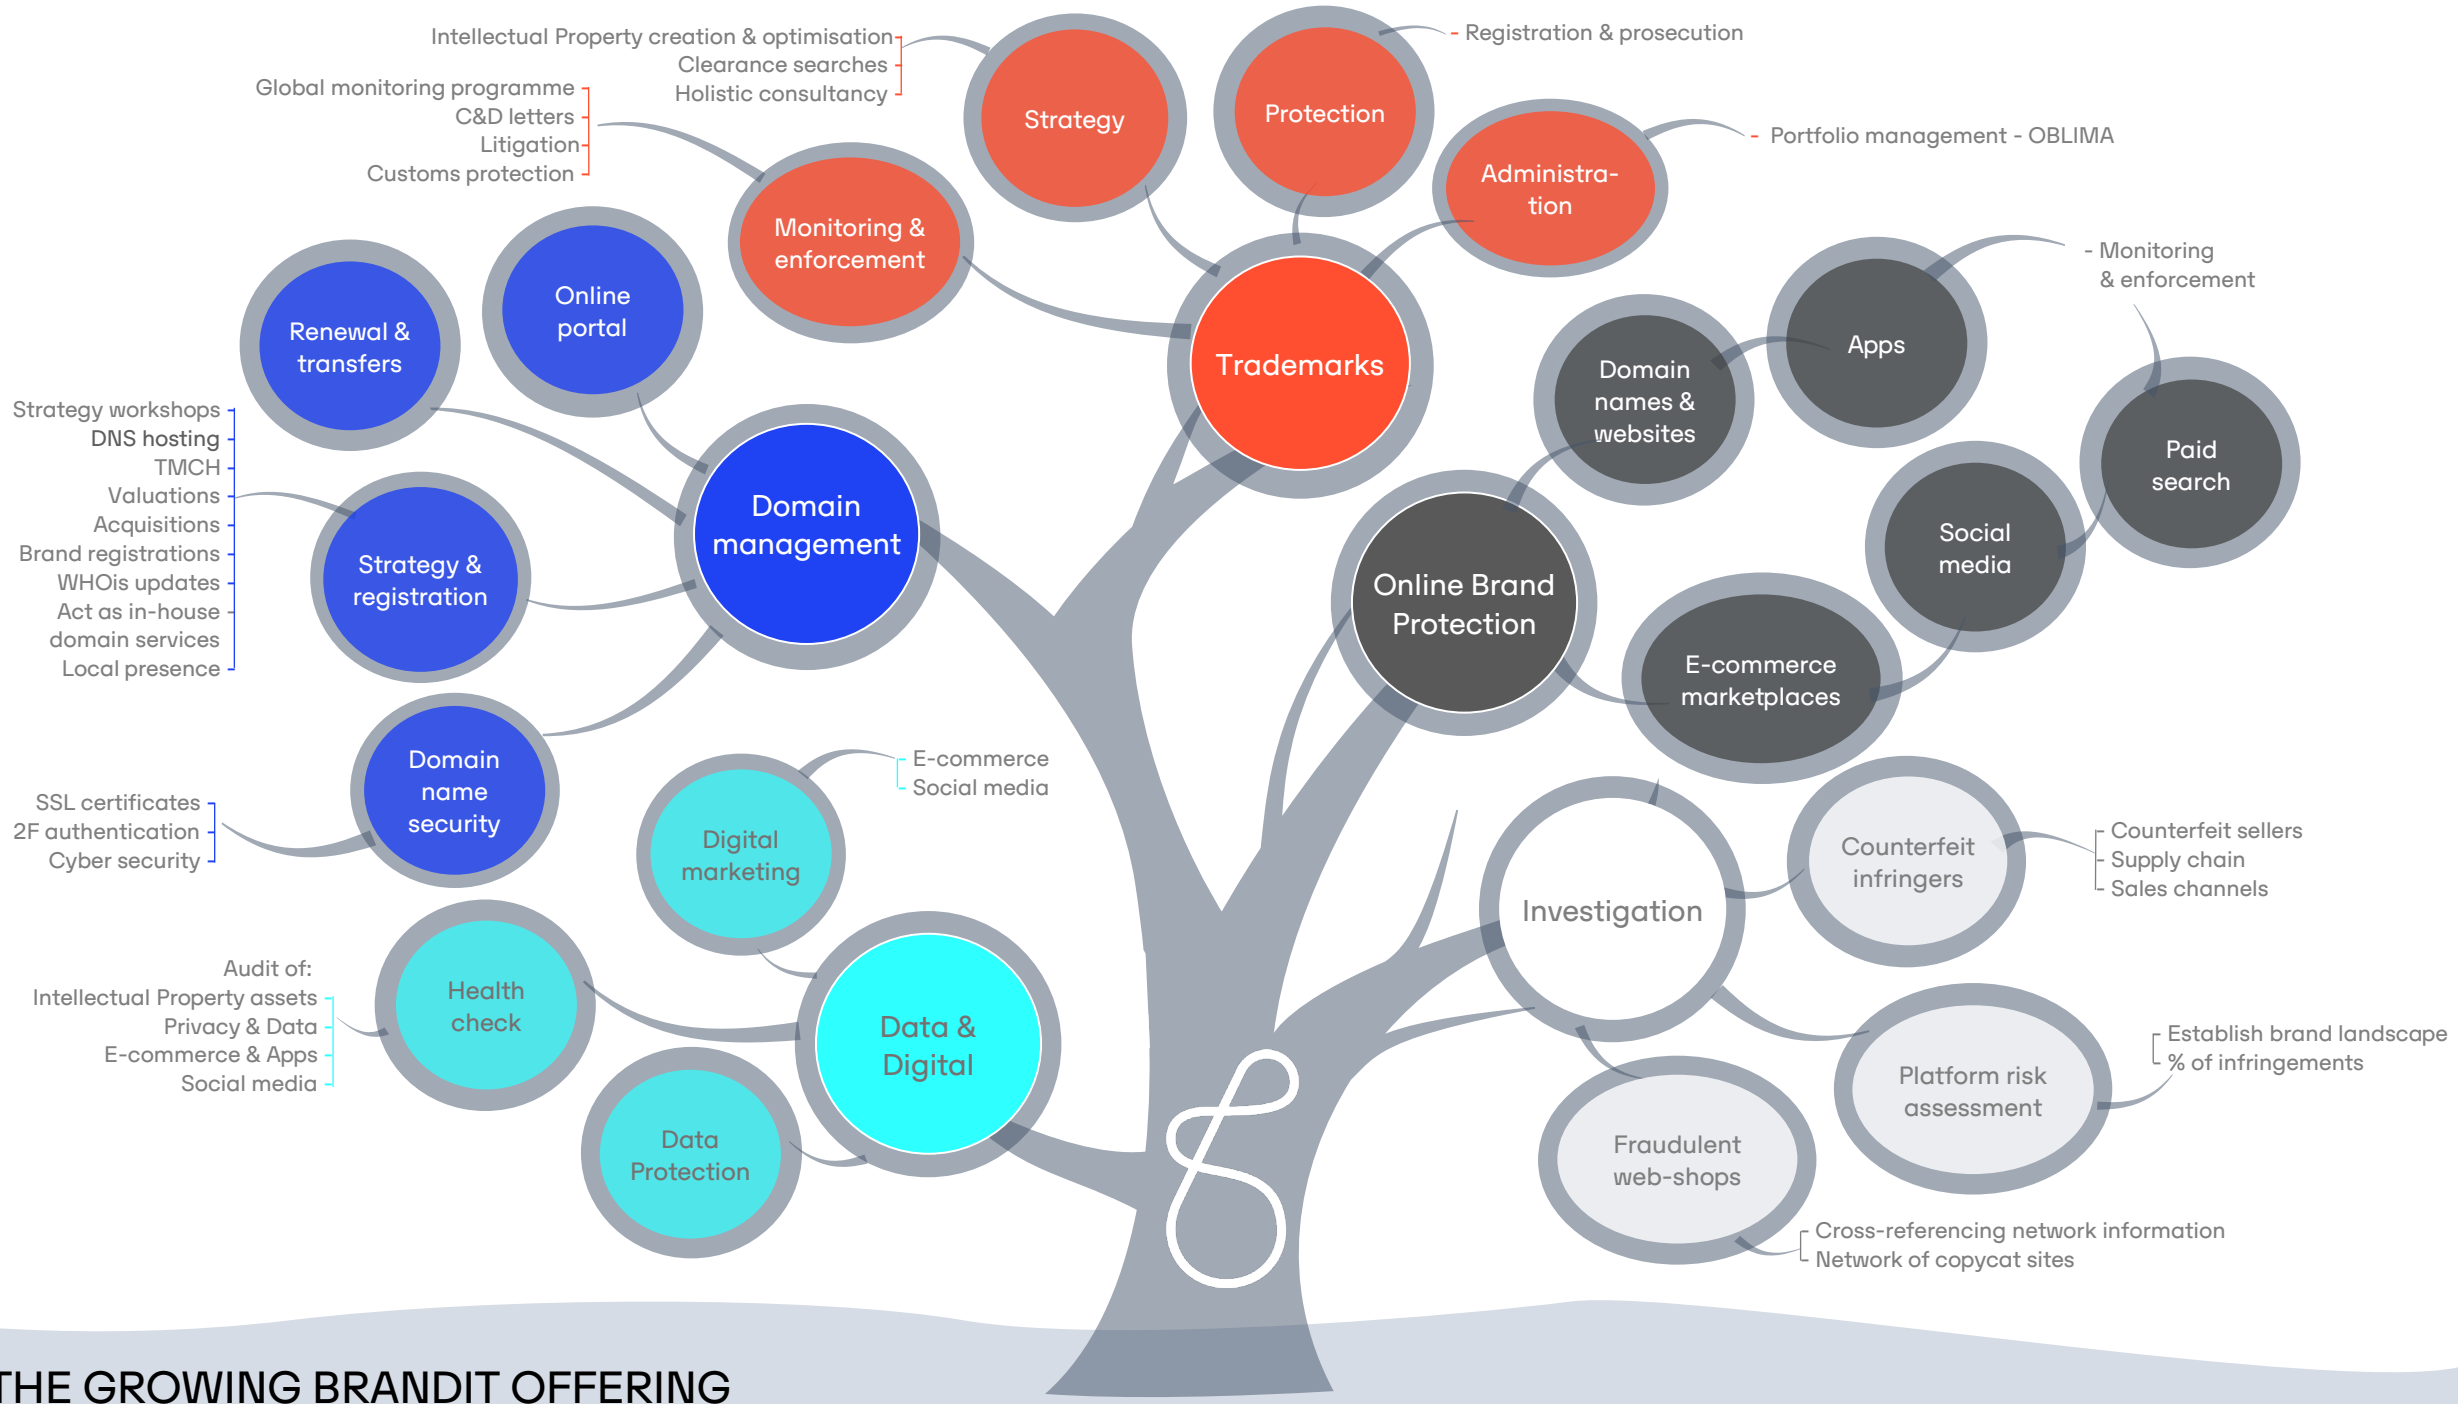 Intellectual Property creation & optimisation
Clearance searches
Holistic consultancy
Strategy
Protection
- Registration & prosecution
Administra-
tion
- Portfolio management - OBLIMA
Global monitoring programme
C&D letters
Litigation
Customs protection
Monitoring &
enforcement
Trademarks
Online
portal
Renewal &
transfers
Strategy workshops
DNS hosting
TMCH
Valuations
Acquisitions
Brand registrations
WHOis updates
Act as in-house
domain services
Local presence
Strategy &
registration
Domain
management
Domain
name
security
SSL certificates
2F authentication
Cyber security
Domain
names &
websites
Apps
- Monitoring
& enforcement
Paid
search
Social
media
Online Brand
Protection
E-commerce
marketplaces
Digital
marketing
E-commerce
Social media
Health
check
Audit of:
Intellectual Property assets
Privacy & Data
E-commerce & Apps
Social media
Data &
Digital
Data
Protection
Investigation
Counterfeit
infringers
Counterfeit sellers
Supply chain
Sales channels
Platform risk
assessment
Establish brand landscape
% of infringements
Fraudulent
web-shops
Cross-referencing network information
Network of copycat sites
THE GROWING BRANDIT OFFERING